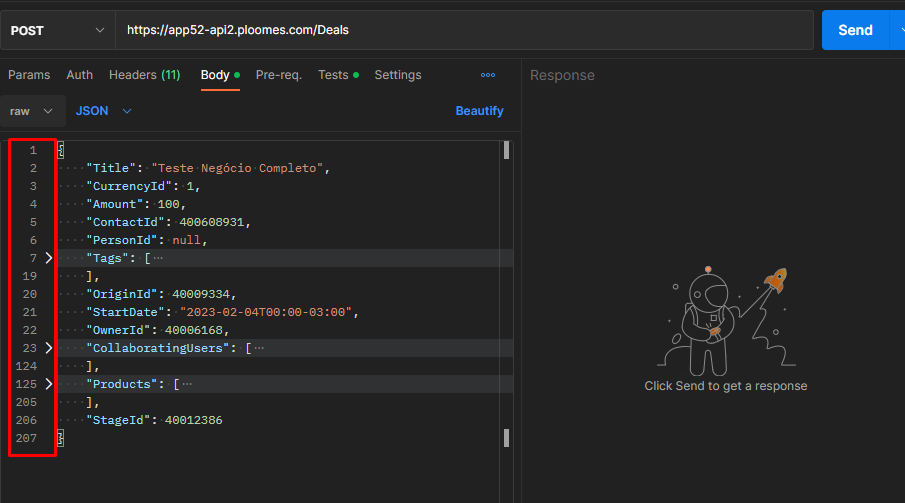 POST https://app52-api2.ploomes.com/Deals Send
Params Auth Headers (11) Body Pre-req. Tests Settings
Response
raw JSON Beautify
1 {
2 "Title": "Teste Negócio Completo",
3 "CurrencyId": 1,
4 "Amount": 100,
5 "ContactId": 400608931,
6 "PersonId": null,
7 "Tags": [
19 ],
20 "OriginId": 40009334,
21 "StartDate": "2023-02-04T00:00-03:00",
22 "OwnerId": 40006168,
23 "CollaboratingUsers": [
124 ],
125 "Products": [
205 ],
206 "StageId": 40012386
207 }
Click Send to get a response